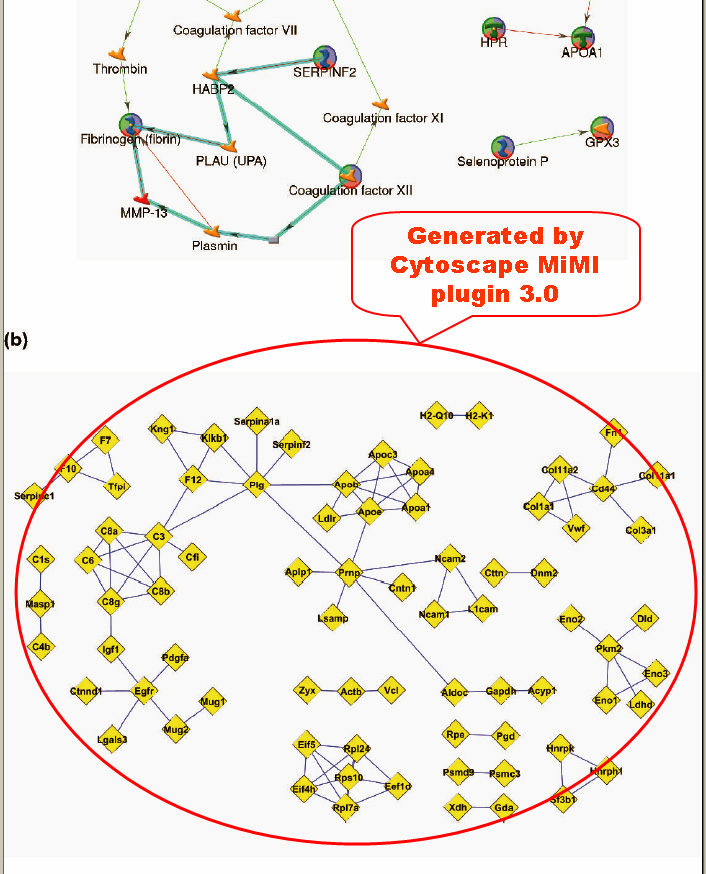 Coagulation factor VII
HPR
APOA1
Thrombin
SERPINF2
HABP2
Coagulation factor XI
Fibrinogen (fibrin)
PLAU (UPA)
Selenoprotein P
GPX3
Coagulation factor XII
MMP-13
Plasmin
Generated by
Cytoscape MiMI
plugin 3.0
(b)
Kng1
Klkb1
Serpina1a
Serpinf2
H2-Q10
H2-K1
F7
F10
Tfpi
Serpinc1
F12
Plg
Apoc3
Apob
Apoa4
Ldlr
Apoe
Apoa1
Fn1
Col11a2
Cd44
Col1a1
Vwf
Col3a1
C8a
C3
C6
Cfi
C8g
C8b
C1s
Masp1
C4b
Aplp1
Prnp
Cntn1
Lsamp
Ncam2
Ncam1
L1cam
Cttn
Dnm2
Igf1
Pdgfa
Ctnnd1
Egfr
Mug1
Mug2
Lgals3
Eno2
Dld
Pkm2
Eno3
Eno1
Ldhd
Zyx
Actb
Vcl
Aldoc
Gapdh
Acyp1
Eif5
Rpl24
Rps10
Eif4h
Eef1d
Rpl7a
Rpe
Pgd
Psmd9
Psmc3
Xdh
Gda
Hnrpk
Hnrph1
Sf3b1